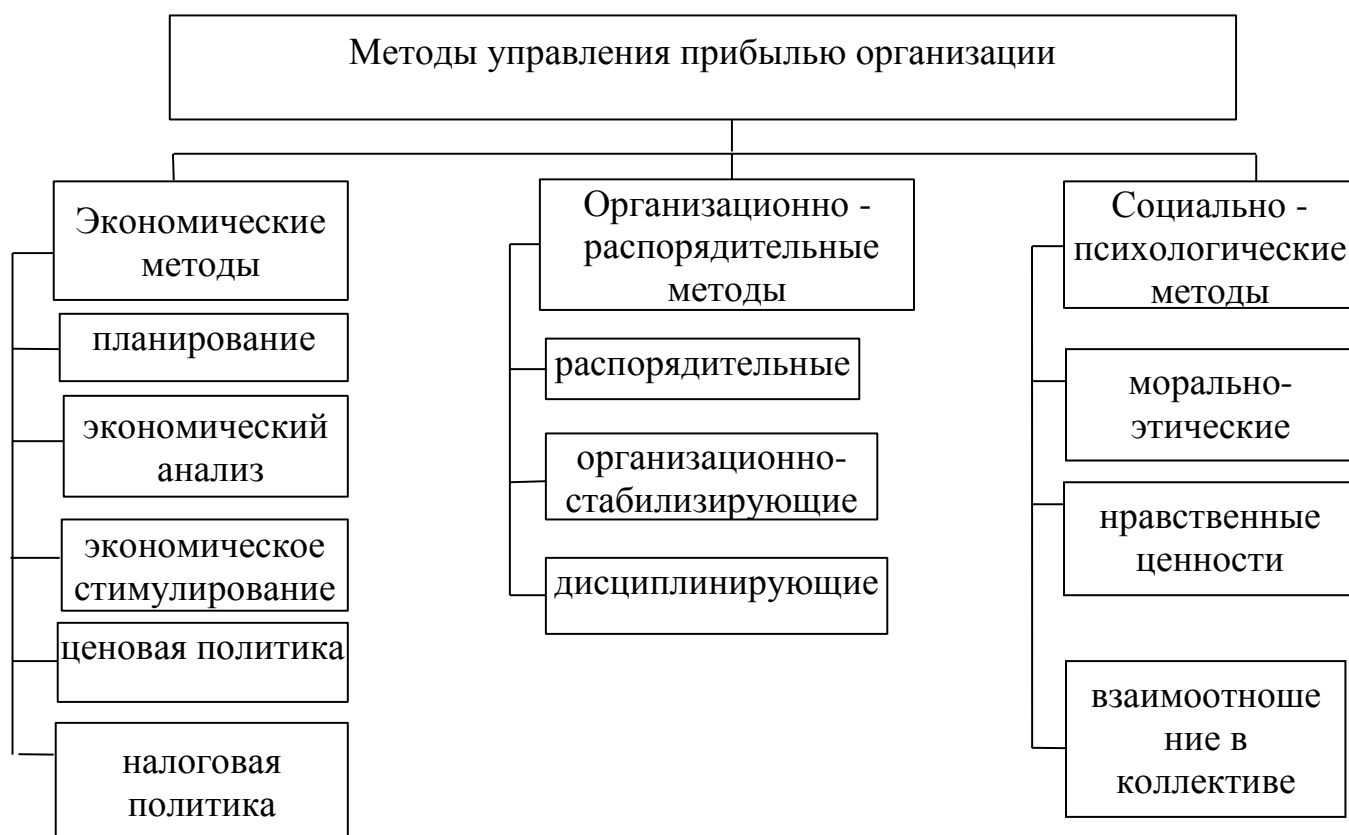 Методы управления прибылью организации
Экономические
методы
планирование
экономический
анализ
экономическое
стимулирование
ценовая политика
налоговая
политика
Организационно -
распорядительные
методы
распорядительные
организационно-
стабилизирующие
дисциплинирующие
Социально -
психологические
методы
морально-
этические
нравственные
ценности
взаимоотноше
ние в
коллективе